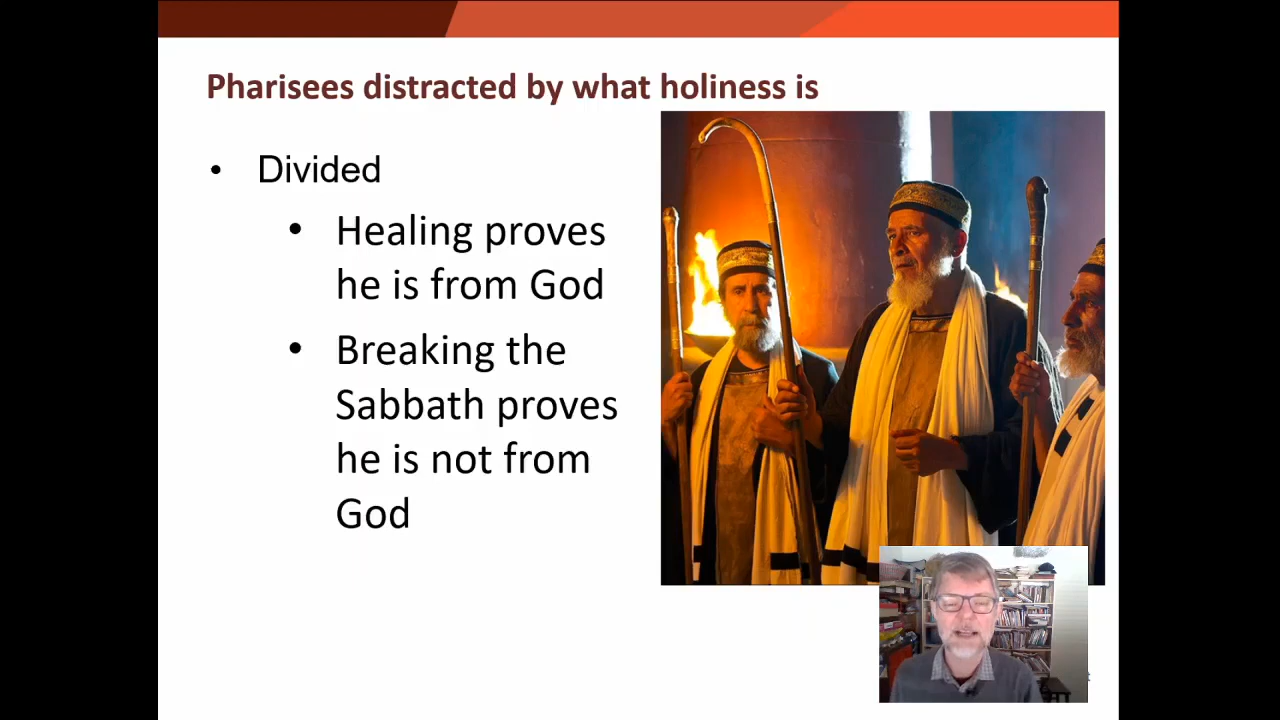 Pharisees distracted by what holiness is
• Divided
• Healing proves
he is from God
• Breaking the
Sabbath proves
he is not from
God